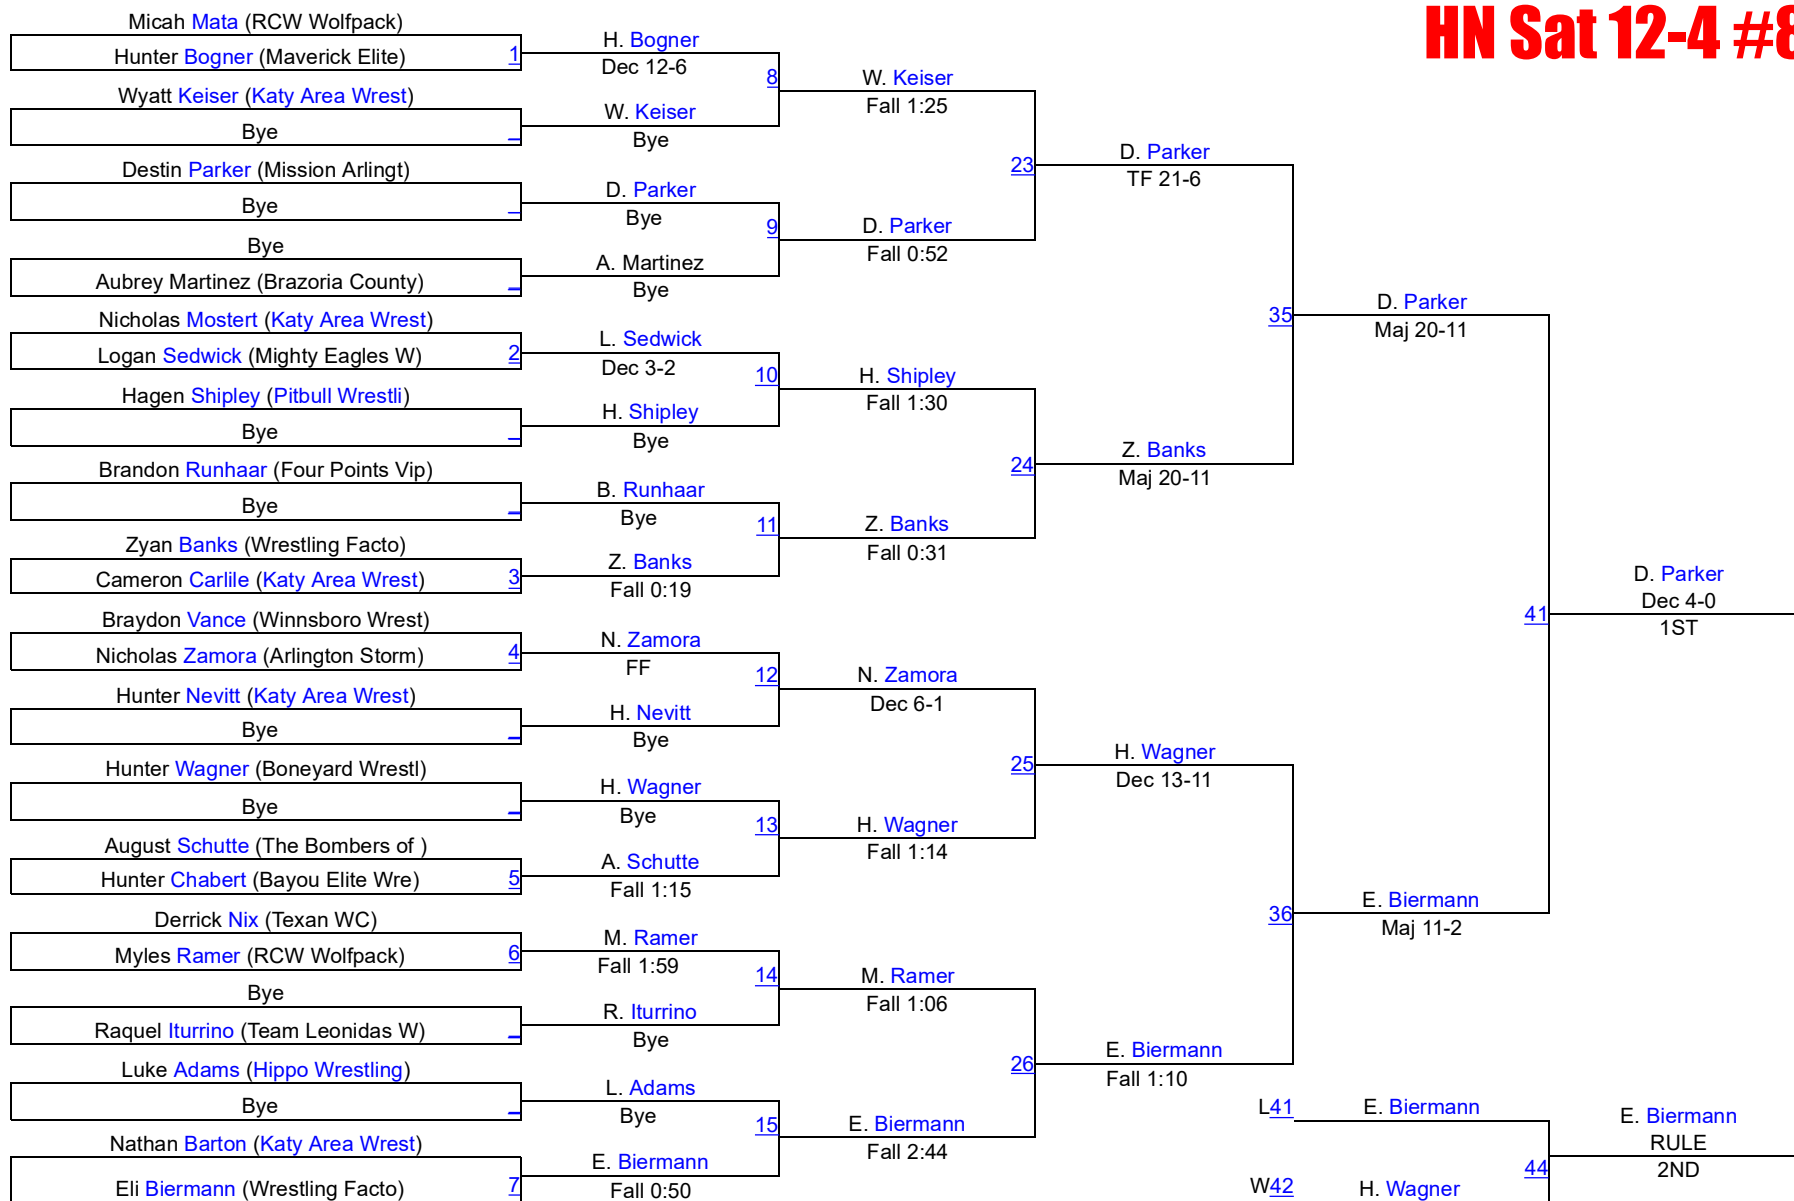 HN Sat 12-4 #8
Micah Mata (RCW Wolfpack)
Hunter Bogner (Maverick Elite) 1
Wyatt Keiser (Katy Area Wrest)
Bye
Destin Parker (Mission Arlingt)
Bye
Bye
Aubrey Martinez (Brazoria County)
Nicholas Mostert (Katy Area Wrest)
Logan Sedwick (Mighty Eagles W) 2
Hagen Shipley (Pitbull Wrestli)
Bye
Brandon Runhaar (Four Points Vip)
Bye
Zyan Banks (Wrestling Facto)
Cameron Carlile (Katy Area Wrest) 3
Braydon Vance (Winnsboro Wrest)
Nicholas Zamora (Arlington Storm) 4
Hunter Nevitt (Katy Area Wrest)
Bye
Hunter Wagner (Boneyard Wrestl)
Bye
August Schutte (The Bombers of )
Hunter Chabert (Bayou Elite Wre) 5
Derrick Nix (Texan WC)
Myles Ramer (RCW Wolfpack) 6
Bye
Raquel Iturrino (Team Leonidas W)
Luke Adams (Hippo Wrestling)
Bye
Nathan Barton (Katy Area Wrest)
Eli Biermann (Wrestling Facto) 7
H. Bogner
Dec 12-6
8
W. Keiser
Bye
D. Parker
Bye
9
A. Martinez
Bye
L. Sedwick
Dec 3-2
10
H. Shipley
Bye
B. Runhaar
Bye
11
Z. Banks
Fall 0:19
N. Zamora
FF
12
H. Nevitt
Bye
H. Wagner
Bye
13
A. Schutte
Fall 1:15
M. Ramer
Fall 1:59
14
R. Iturrino
Bye
L. Adams
Bye
15
E. Biermann
Fall 0:50
W. Keiser
Fall 1:25
23
D. Parker
Fall 0:52
H. Shipley
Fall 1:30
24
Z. Banks
Fall 0:31
N. Zamora
Dec 6-1
25
H. Wagner
Fall 1:14
M. Ramer
Fall 1:06
26
E. Biermann
Fall 2:44
D. Parker
TF 21-6
35
Z. Banks
Maj 20-11
H. Wagner
Dec 13-11
36
E. Biermann
Fall 1:10
D. Parker
Maj 20-11
41
E. Biermann
Maj 11-2
D. Parker
Dec 4-0
1ST
L41 E. Biermann
44
W42 H. Wagner
E. Biermann
RULE
2ND